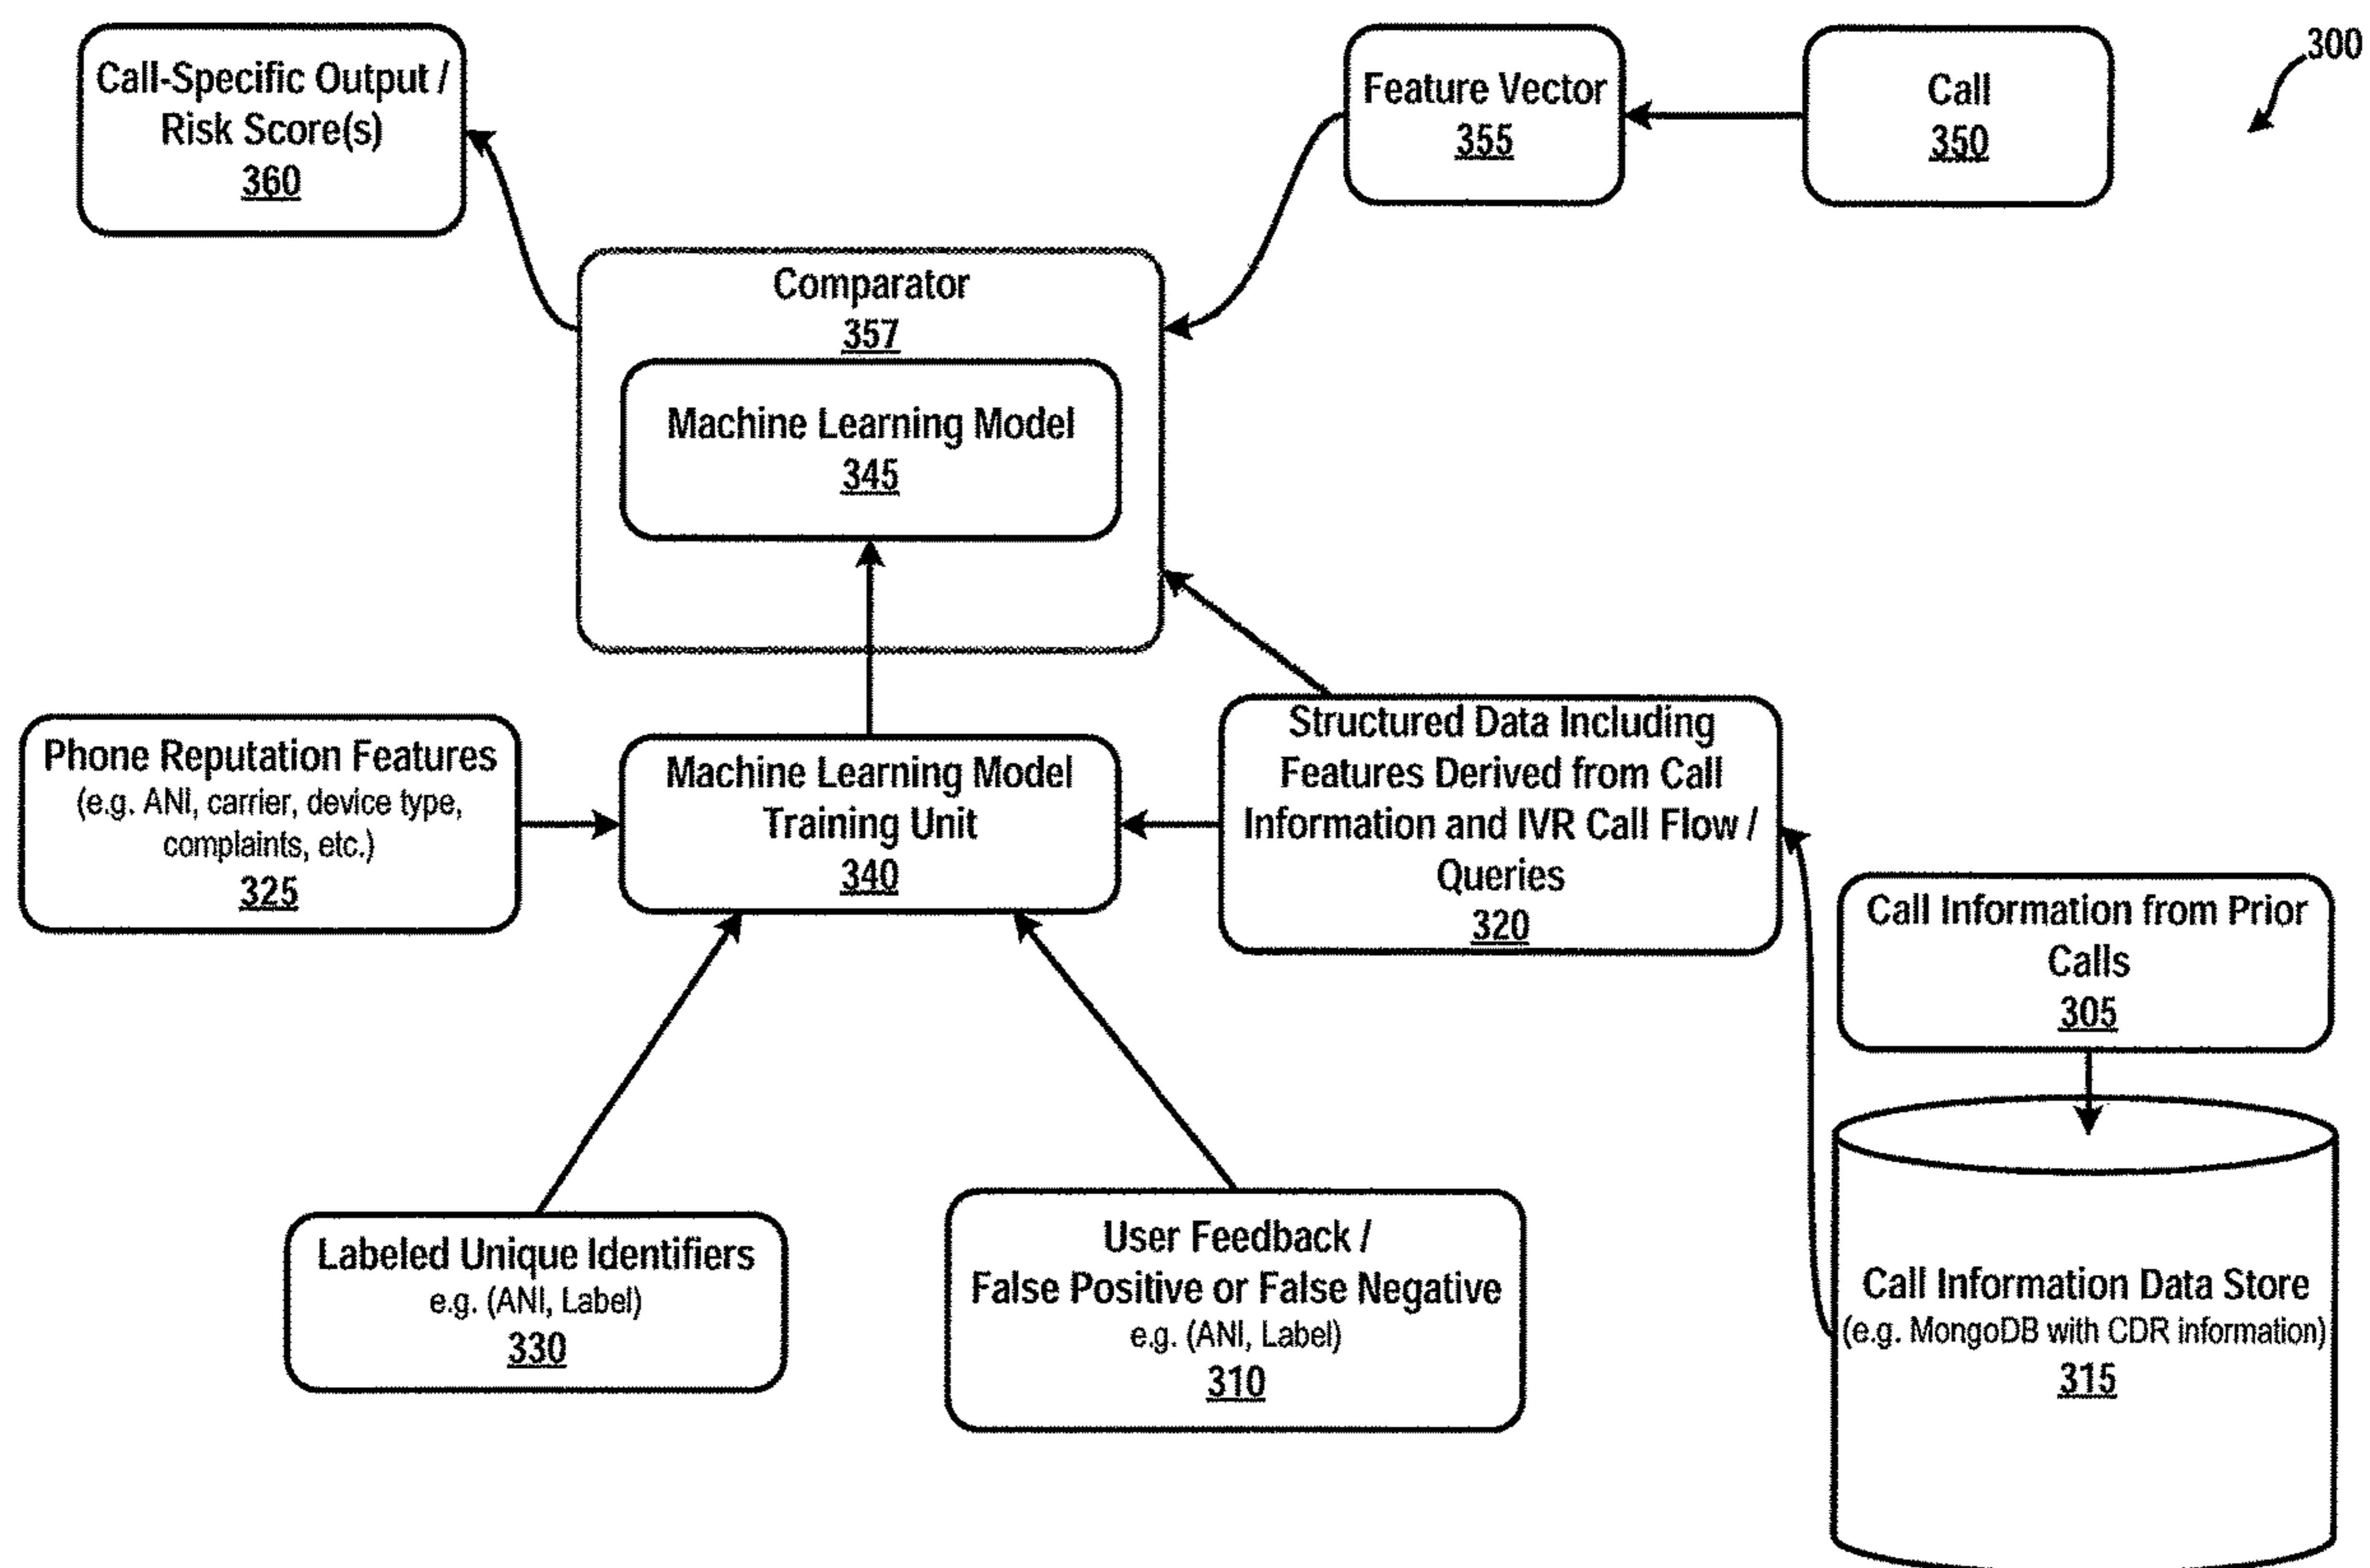 Call-Specific Output /
Risk Score(s)
360
Feature Vector
355
Call
350
300
Comparator
357
Machine Learning Model
345
Phone Reputation Features
(e.g. ANI, carrier, device type,
complaints, etc.)
325
Machine Learning Model
Training Unit
340
Structured Data Including
Features Derived from Call
Information and IVR Call Flow /
Queries
320
Call Information from Prior
Calls
305
Labeled Unique Identifiers
e.g. (ANI, Label)
330
User Feedback /
False Positive or False Negative
e.g. (ANI, Label)
310
Call Information Data Store
(e.g. MongoDB with CDR information)
315